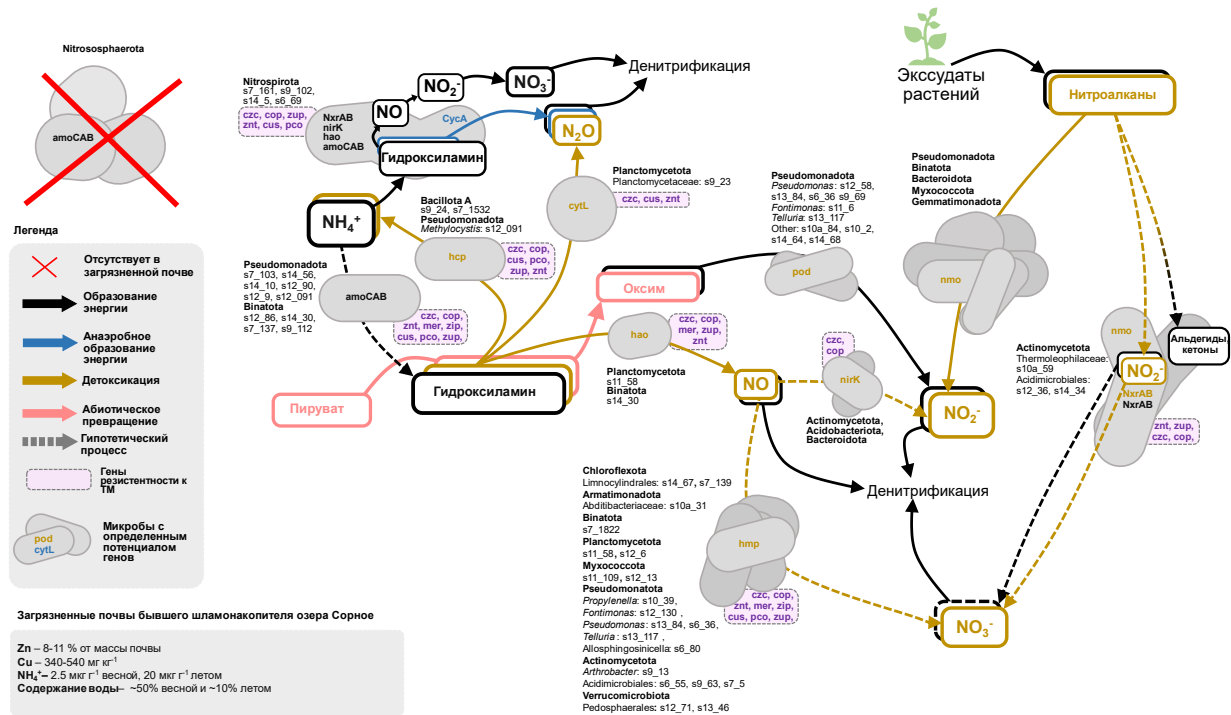 Nitrososphaerota
amoCAB
Легенда
Отсутствует в
загрязненной почве
Образование
энергии
Анаэробное
образование
энергии
Детоксикация
Абиотическое
превращение
Гипотетический
процесс
Гены
резистентности к
ТМ
pod
cytL
Микробы с
определенным
потенциалом
генов
Загрязненные почвы бывшего шламонакопителя озера Сорное
Zn – 8-11 % от массы почвы
Cu – 340-540 мг кг-1
NH4+– 2.5 мкг г-1 весной, 20 мкг г-1 летом
Содержание воды– ~50% весной и ~10% летом
Nitrospirota
s7_161, s9_102,
s14_5, s6_69
czc, cop, zup,
znt, cus, pco
NxrAB
nirK
hao
amoCAB
NO
NO2-
NO3-
Денитрификация
CycA
Гидроксиламин
N2O
NH4+
Bacillota A
s9_24, s7_1532
Pseudomonadota
Methylocystis: s12_091
hcp
czc, cop,
cus, pco,
zup, znt
cytL
Planctomycetota
Planctomycetaceae: s9_23
czc, cus, znt
Pseudomonadota
s7_103, s14_56,
s14_10, s12_90,
s12_9, s12_091
Binatota
s12_86, s14_30,
s7_137, s9_112
amoCAB
czc, cop,
znt, mer, zip,
cus, pco, zup,
Пируват
Гидроксиламин
Оксим
hao
czc, cop,
mer, zup,
znt
Planctomycetota
s11_58
Binatota
s14_30
Pseudomonadota
Pseudomonas: s12_58,
s13_84, s6_36 s9_69
Fontimonas: s11_6
Telluria: s13_117
Other: s10a_84, s10_2,
s14_64, s14_68
pod
NO
czc,
cop
nirK
Actinomycetota,
Acidobacteriota,
Bacteroidota
NO2-
Денитрификация
Chloroflexota
Limnocylindrales: s14_67, s7_139
Armatimonadota
Abditibacteriaceae: s10a_31
Binatota
s7_1822
Planctomycetota
s11_58, s12_6
Myxococcota
s11_109, s12_13
Pseudomonatota
Propylenella: s10_39,
Fontimonas: s12_130 ,
Pseudomonas: s13_84, s6_36,
Telluria : s13_117 ,
Allosphingosinicella: s6_80
Actinomycetota
Arthrobacter: s9_13
Acidimicrobiales: s6_55, s9_63, s7_5
Verrucomicrobiota
Pedosphaerales: s12_71, s13_46
hmp
czc, cop,
znt, mer, zip,
cus, pco, zup,
NO3-
Экссудаты
растений
Нитроалканы
Pseudomonadota
Binatota
Bacteroidota
Myxococcota
Gemmatimonadota
nmo
Actinomycetota
Thermoleophilaceae:
s10a_59
Acidimicrobiales:
s12_36, s14_34
nmo
Альдегиды,
кетоны
NO2-
NxrAB
NxrAB
znt, zup,
czc, cop,